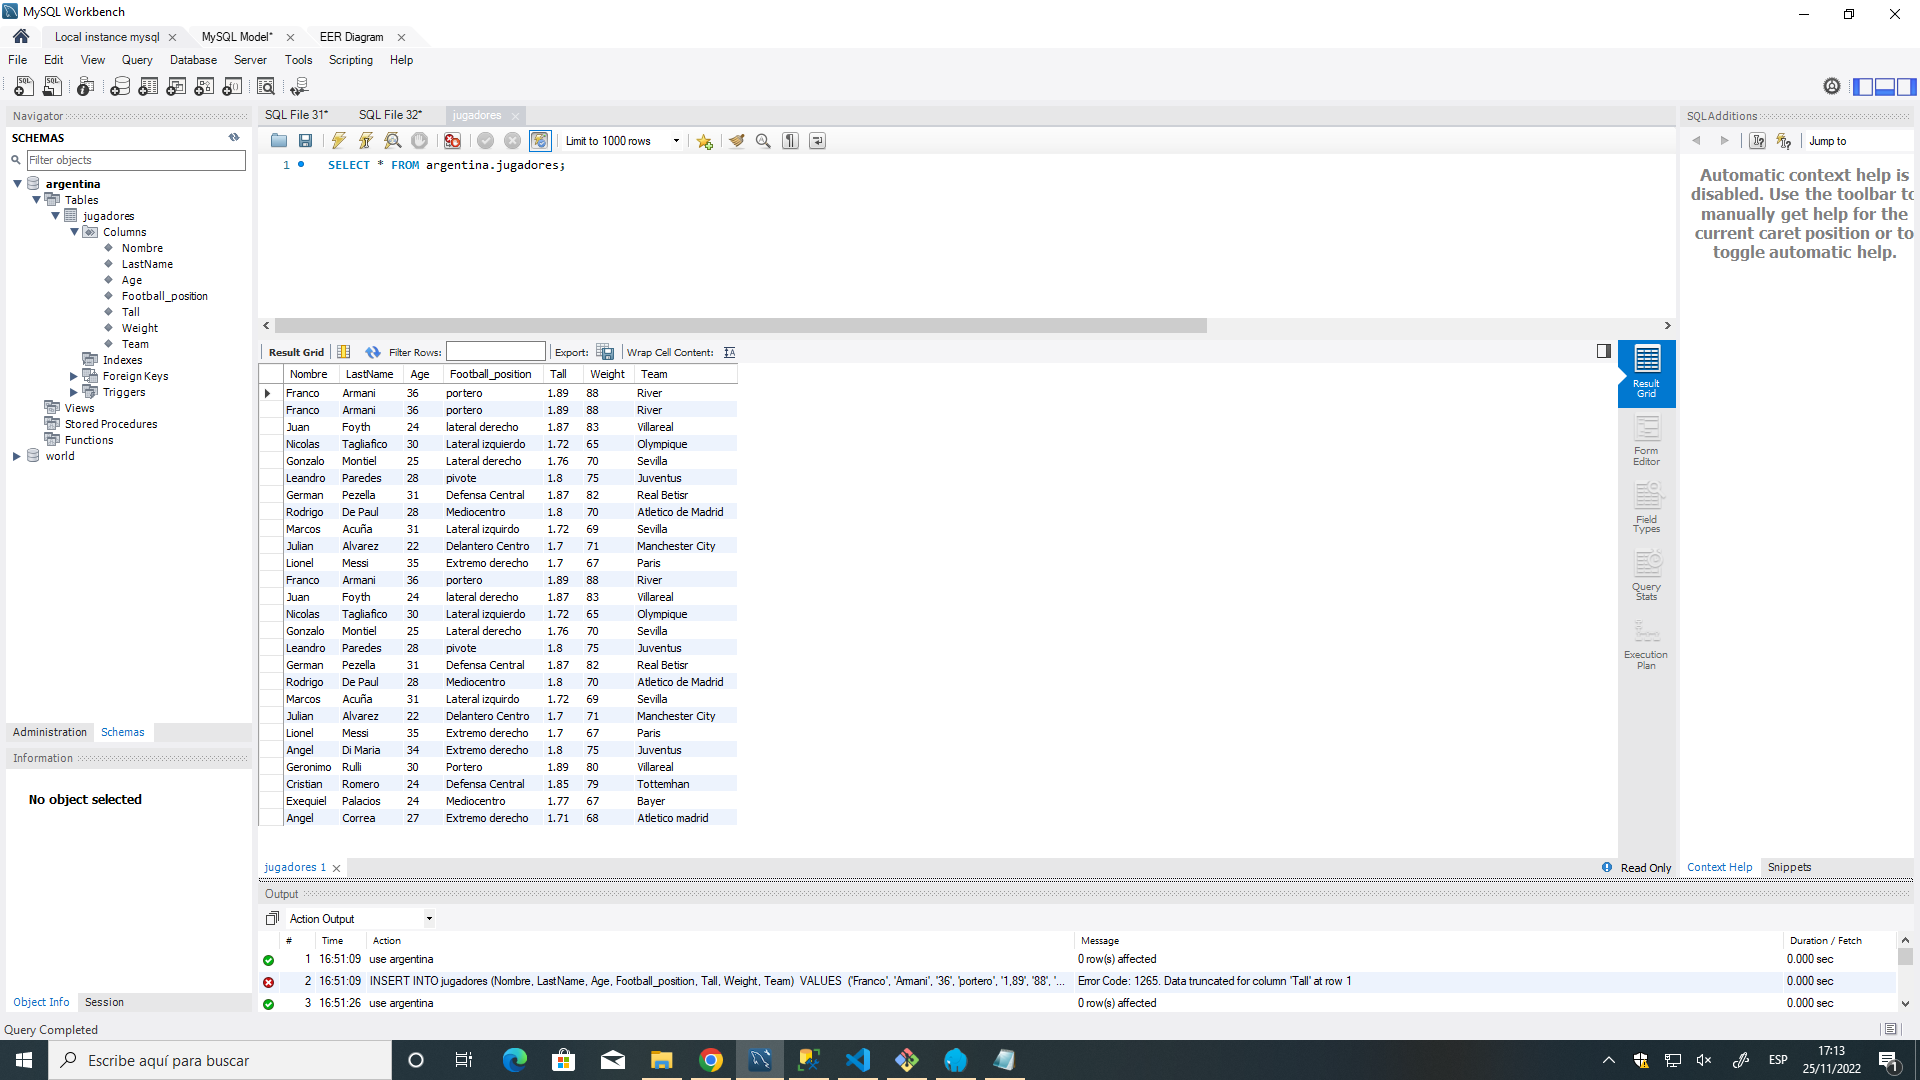 MySQL Workbench
Local instance mysql MySQL Model* EER Diagram
File Edit View Query Database Server Tools Scripting Help
Navigator
SCHEMAS
Filter objects
argentina
Tables
jugadores
Columns
Nombre
LastName
Age
Football_position
Tall
Weight
Team
Indexes
Foreign Keys
Triggers
Views
Stored Procedures
Functions
world
Administration Schemas
Information
No object selected
Object Info Session
SQL File 31* SQL File 32* jugadores
Limit to 1000 rows
1 SELECT * FROM argentina.jugadores;
Result Grid Filter Rows: Export: Wrap Cell Content:
Nombre LastName Age Football_position Tall Weight Team
Franco Armani 36 portero 1.89 88 River
Franco Armani 36 portero 1.89 88 River
Juan Foyth 24 lateral derecho 1.87 83 Villareal
Nicolas Tagliafico 30 Lateral izquierdo 1.72 65 Olympique
Gonzalo Montiel 25 Lateral derecho 1.76 70 Sevilla
Leandro Paredes 28 pivote 1.8 75 Juventus
German Pezella 31 Defensa Central 1.87 82 Real Betisr
Rodrigo De Paul 28 Mediocentro 1.8 70 Atletico de Madrid
Marcos Acuña 31 Lateral izquirdo 1.72 69 Sevilla
Julian Alvarez 22 Delantero Centro 1.7 71 Manchester City
Lionel Messi 35 Extremo derecho 1.7 67 Paris
Franco Armani 36 portero 1.89 88 River
Juan Foyth 24 lateral derecho 1.87 83 Villareal
Nicolas Tagliafico 30 Lateral izquierdo 1.72 65 Olympique
Gonzalo Montiel 25 Lateral derecho 1.76 70 Sevilla
Leandro Paredes 28 pivote 1.8 75 Juventus
German Pezella 31 Defensa Central 1.87 82 Real Betisr
Rodrigo De Paul 28 Mediocentro 1.8 70 Atletico de Madrid
Marcos Acuña 31 Lateral izquirdo 1.72 69 Sevilla
Julian Alvarez 22 Delantero Centro 1.7 71 Manchester City
Lionel Messi 35 Extremo derecho 1.7 67 Paris
Angel Di Maria 34 Extremo derecho 1.8 75 Juventus
Geronimo Rulli 30 Portero 1.89 80 Villareal
Cristian Romero 24 Defensa Central 1.85 79 Tottemhan
Exequiel Palacios 24 Mediocentro 1.77 67 Bayer
Angel Correa 27 Extremo derecho 1.71 68 Atletico madrid
Result
Grid
Form
Editor
Field
Types
Query
Stats
Execution
Plan
jugadores 1 Read Only
SQLAdditions
Jump to
Automatic context help is
disabled. Use the toolbar to
manually get help for the
current caret position or to
toggle automatic help.
Context Help Snippets
Output
Action Output
# Time Action Message Duration / Fetch
1 16:51:09 use argentina 0 row(s) affected 0.000 sec
2 16:51:09 INSERT INTO jugadores (Nombre, LastName, Age, Football_position, Tall, Weight, Team) VALUES ('Franco', 'Amani', '36', 'portero', '1,89', '88', '... Error Code: 1265. Data truncated for column 'Tall' at row 1 0.000 sec
3 16:51:26 use argentina 0 row(s) affected 0.000 sec
Query Completed
Escribe aquí para buscar
ESP
17:13
25/11/2022
1